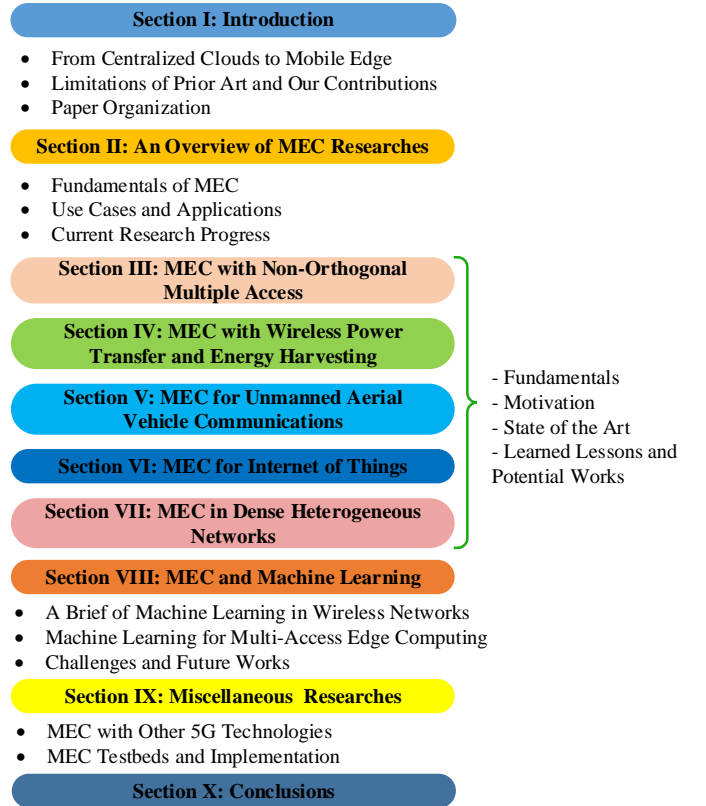 Section I: Introduction
• From Centralized Clouds to Mobile Edge
• Limitations of Prior Art and Our Contributions
• Paper Organization
Section II: An Overview of MEC Researches
• Fundamentals of MEC
• Use Cases and Applications
• Current Research Progress
Section III: MEC with Non-Orthogonal
Multiple Access
Section IV: MEC with Wireless Power
Transfer and Energy Harvesting
Section V: MEC for Unmanned Aerial
Vehicle Communications
Section VI: MEC for Internet of Things
Section VII: MEC in Dense Heterogeneous
Networks
- Fundamentals
- Motivation
- State of the Art
- Learned Lessons and
Potential Works
Section VIII: MEC and Machine Learning
• A Brief of Machine Learning in Wireless Networks
• Machine Learning for Multi-Access Edge Computing
• Challenges and Future Works
Section IX: Miscellaneous Researches
• MEC with Other 5G Technologies
• MEC Testbeds and Implementation
Section X: Conclusions